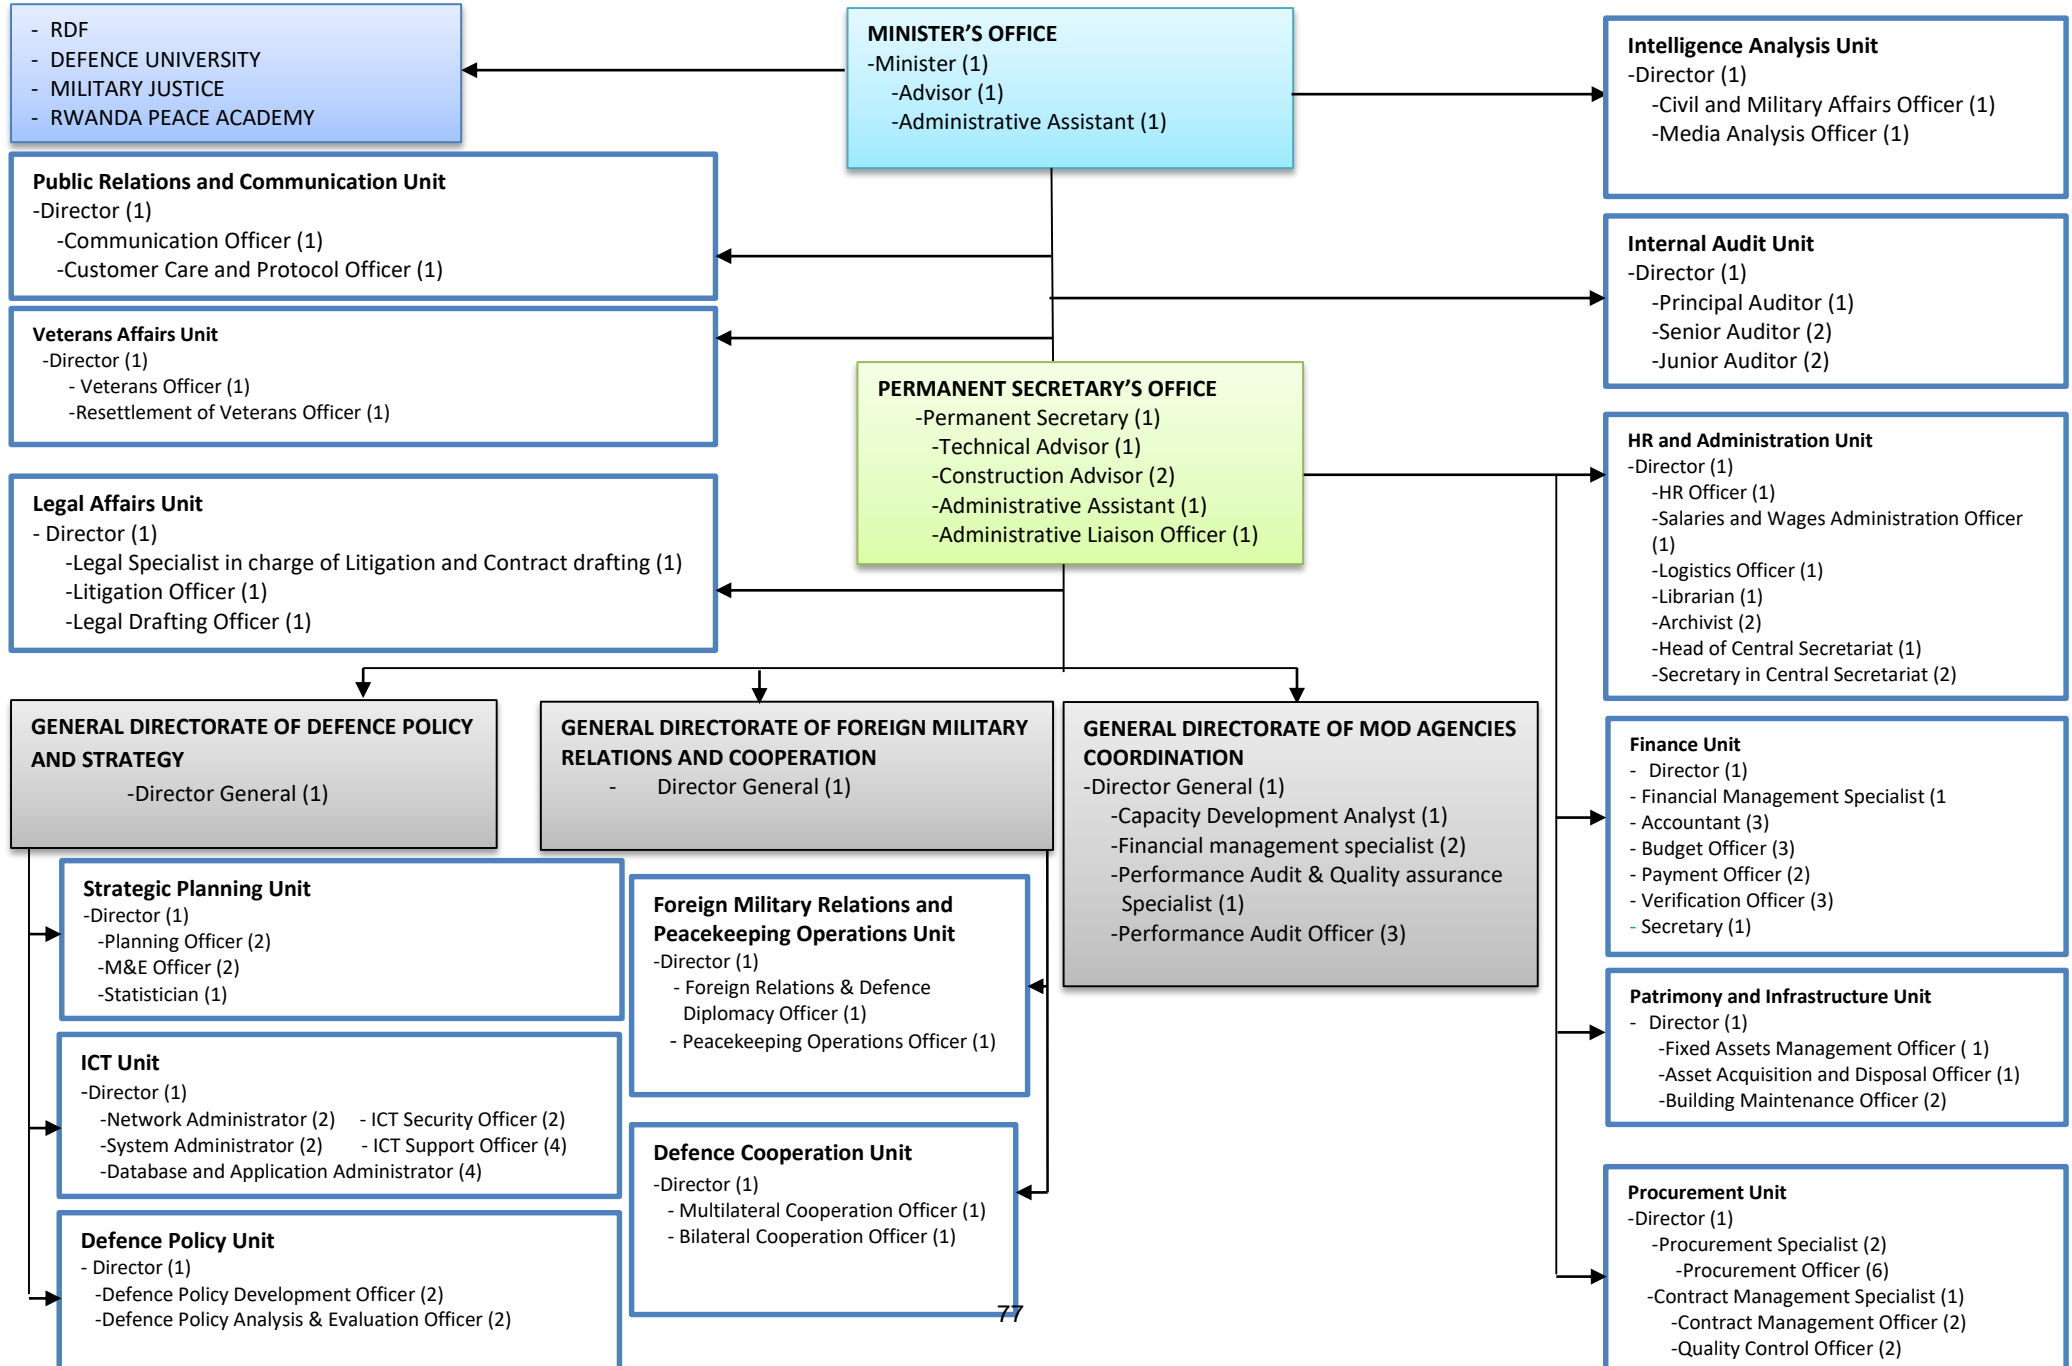 - RDF
- DEFENCE UNIVERSITY
- MILITARY JUSTICE
- RWANDA PEACE ACADEMY
MINISTER'S OFFICE
-Minister (1)
-Advisor (1)
-Administrative Assistant (1)
Intelligence Analysis Unit
-Director (1)
-Civil and Military Affairs Officer (1)
-Media Analysis Officer (1)
Public Relations and Communication Unit
-Director (1)
-Communication Officer (1)
-Customer Care and Protocol Officer (1)
Internal Audit Unit
-Director (1)
-Principal Auditor (1)
-Senior Auditor (2)
-Junior Auditor (2)
Veterans Affairs Unit
-Director (1)
- Veterans Officer (1)
-Resettlement of Veterans Officer (1)
PERMANENT SECRETARY'S OFFICE
-Permanent Secretary (1)
-Technical Advisor (1)
-Construction Advisor (2)
-Administrative Assistant (1)
-Administrative Liaison Officer (1)
HR and Administration Unit
-Director (1)
-HR Officer (1)
-Salaries and Wages Administration Officer
(1)
-Logistics Officer (1)
-Librarian (1)
-Archivist (2)
-Head of Central Secretariat (1)
-Secretary in Central Secretariat (2)
Legal Affairs Unit
- Director (1)
-Legal Specialist in charge of Litigation and Contract drafting (1)
-Litigation Officer (1)
-Legal Drafting Officer (1)
GENERAL DIRECTORATE OF DEFENCE POLICY
AND STRATEGY
-Director General (1)
GENERAL DIRECTORATE OF FOREIGN MILITARY
RELATIONS AND COOPERATION
- Director General (1)
GENERAL DIRECTORATE OF MOD AGENCIES
COORDINATION
-Director General (1)
-Capacity Development Analyst (1)
-Financial management specialist (2)
-Performance Audit & Quality assurance
Specialist (1)
-Performance Audit Officer (3)
Finance Unit
- Director (1)
- Financial Management Specialist (1
- Accountant (3)
- Budget Officer (3)
- Payment Officer (2)
- Verification Officer (3)
- Secretary (1)
Strategic Planning Unit
-Director (1)
-Planning Officer (2)
-M&E Officer (2)
-Statistician (1)
Foreign Military Relations and
Peacekeeping Operations Unit
-Director (1)
- Foreign Relations & Defence
Diplomacy Officer (1)
- Peacekeeping Operations Officer (1)
Patrimony and Infrastructure Unit
- Director (1)
-Fixed Assets Management Officer ( 1)
-Asset Acquisition and Disposal Officer (1)
-Building Maintenance Officer (2)
ICT Unit
-Director (1)
-Network Administrator (2) - ICT Security Officer (2)
-System Administrator (2) - ICT Support Officer (4)
-Database and Application Administrator (4)
Defence Cooperation Unit
-Director (1)
- Multilateral Cooperation Officer (1)
- Bilateral Cooperation Officer (1)
Procurement Unit
-Director (1)
-Procurement Specialist (2)
-Procurement Officer (6)
-Contract Management Specialist (1)
-Contract Management Officer (2)
-Quality Control Officer (2)
Defence Policy Unit
- Director (1)
-Defence Policy Development Officer (2)
-Defence Policy Analysis & Evaluation Officer (2)
77